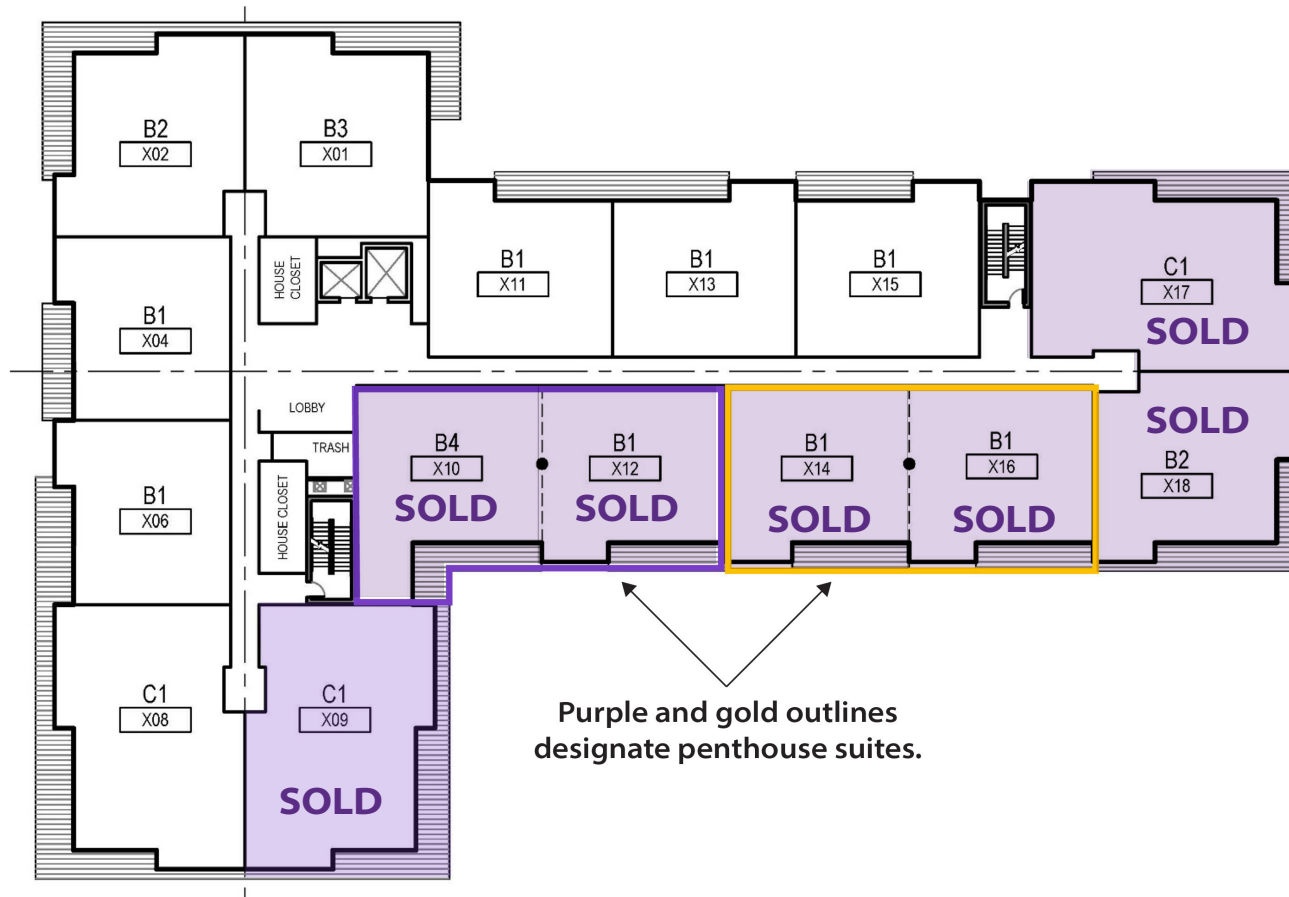 B2
X02
B3
X01
B1
X11
B1
X13
B1
X15
C1
X17
SOLD
HOUSE
CLOSET
B1
X04
LOBBY
TRASH
B4
X10
SOLD
B1
X12
SOLD
B1
X14
SOLD
B1
X16
SOLD
SOLD
B2
X18
B1
X06
HOUSE CLOSET
C1
X08
C1
X09
SOLD
Purple and gold outlines
designate penthouse suites.